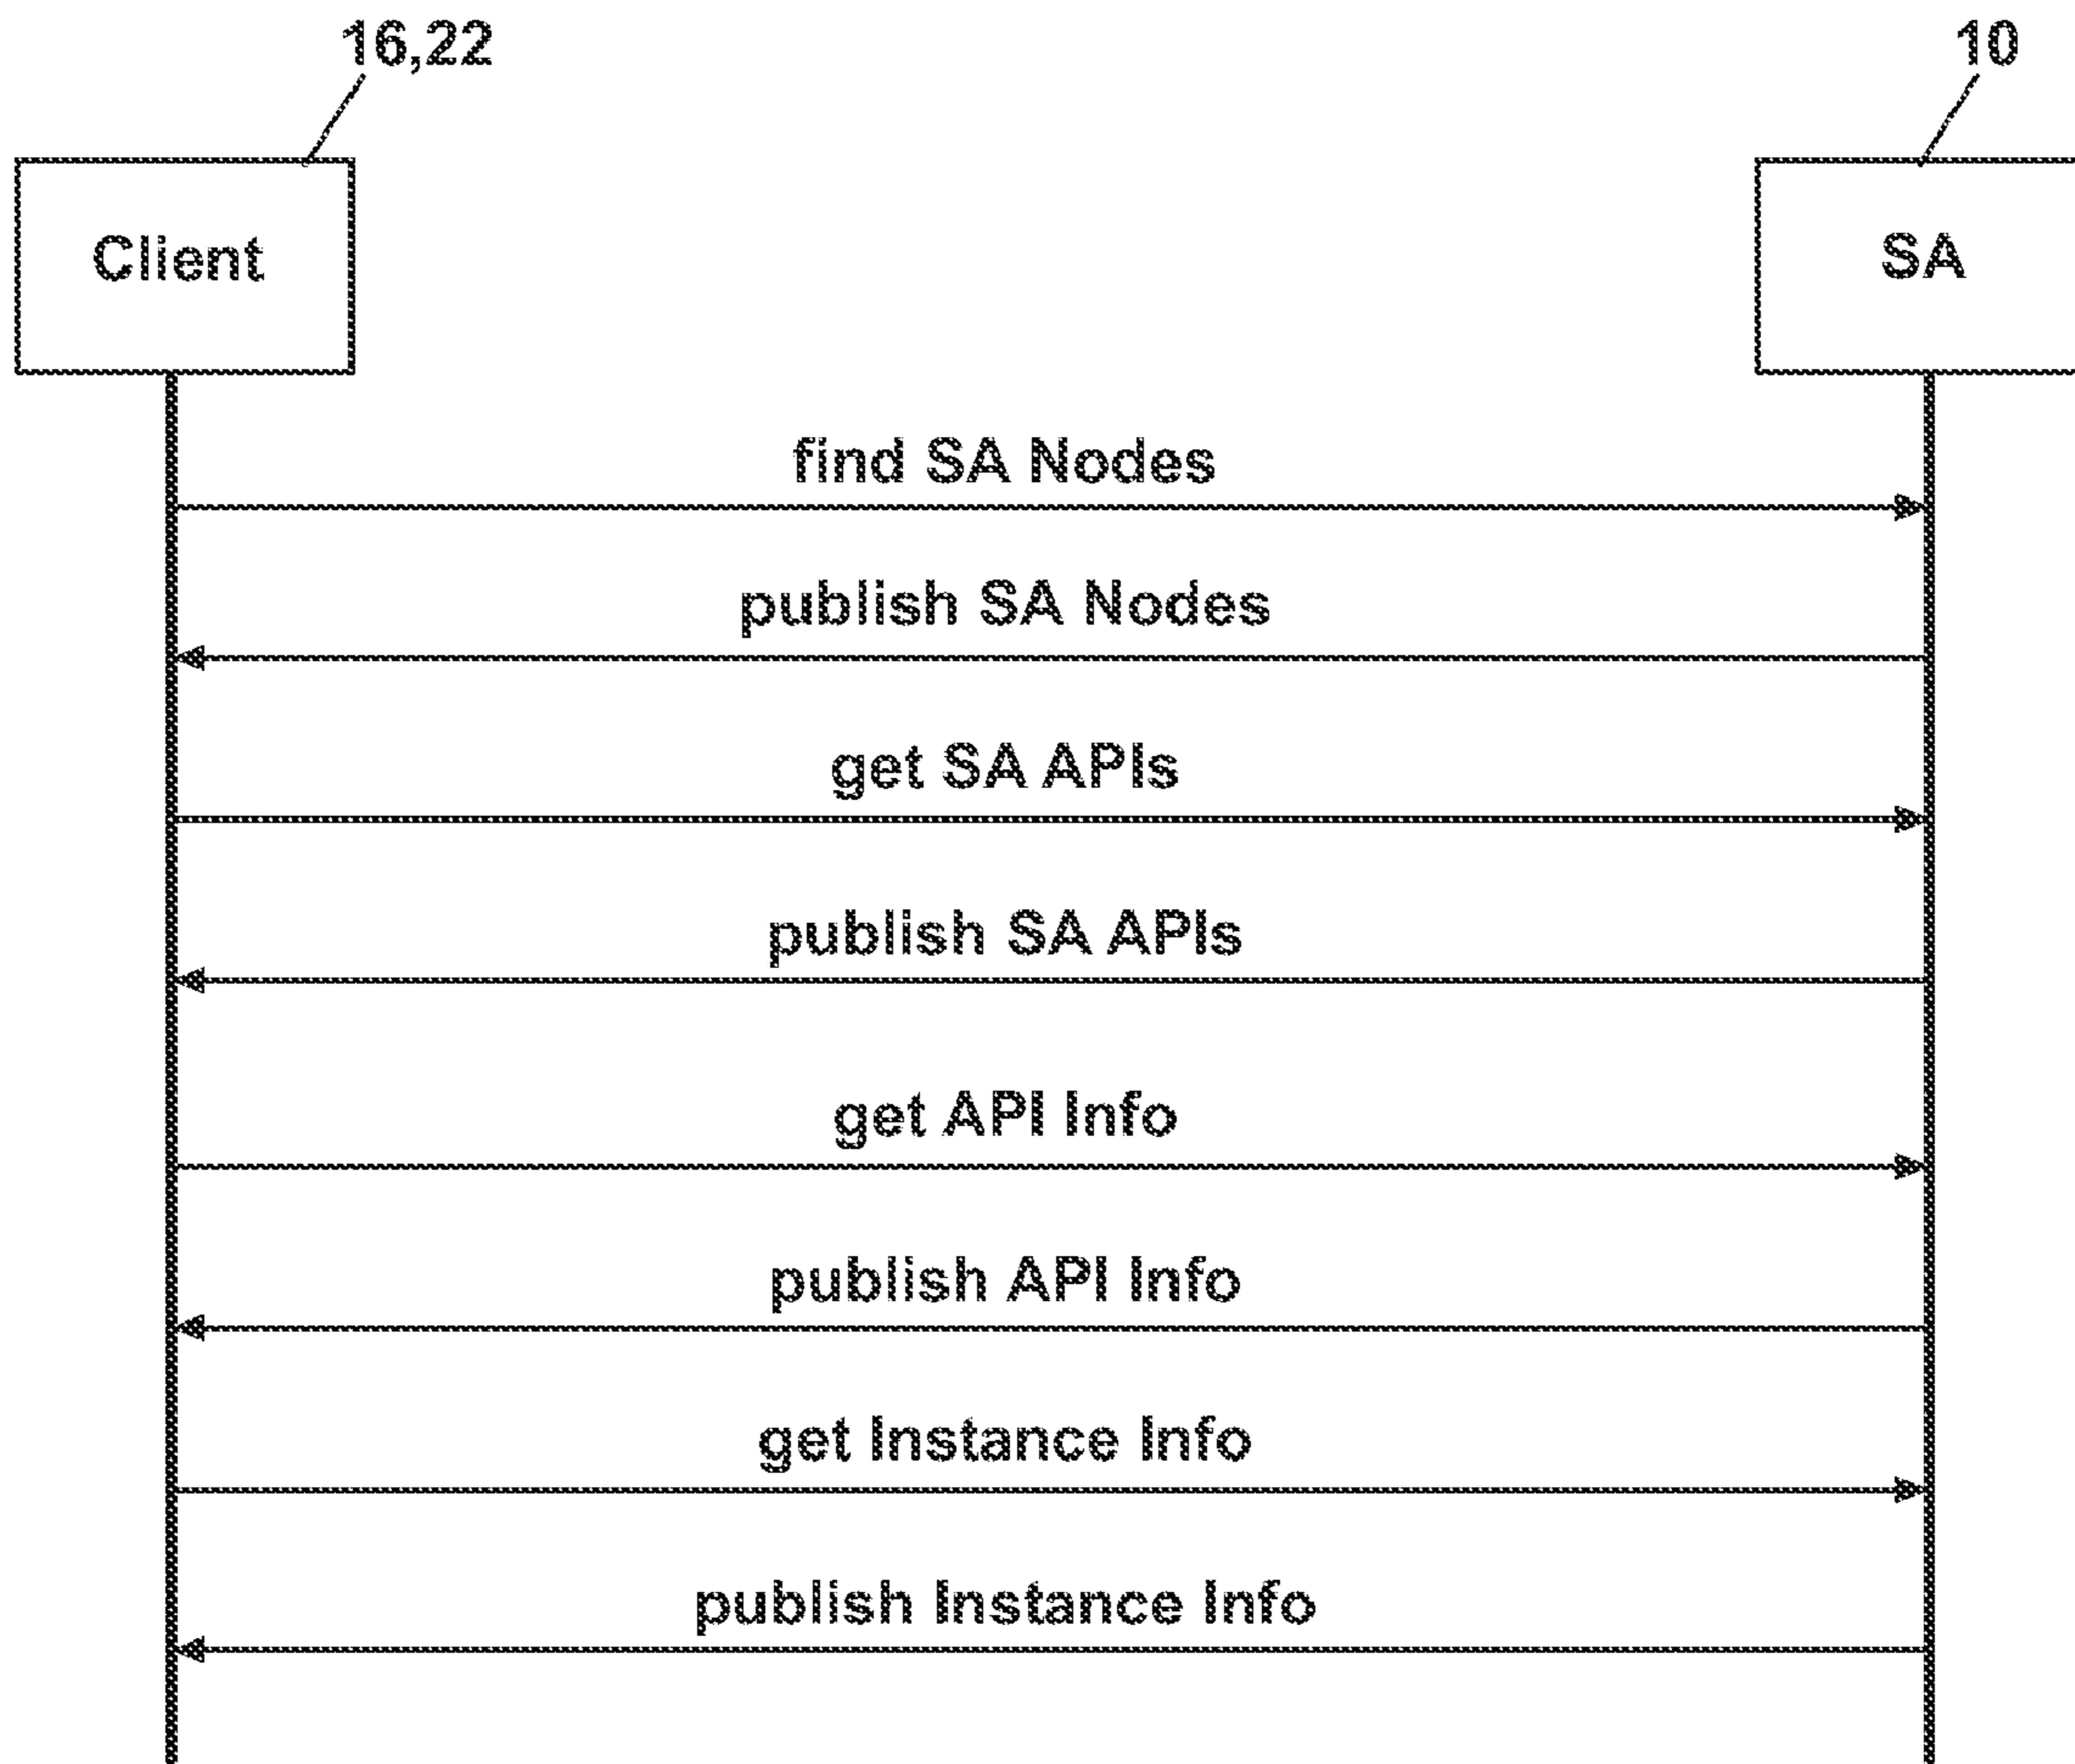 16,22
10
Client
SA
find SA Nodes
publish SA Nodes
get SA APIs
publish SA APIs
get API Info
publish API Info
get Instance Info
publish Instance Info